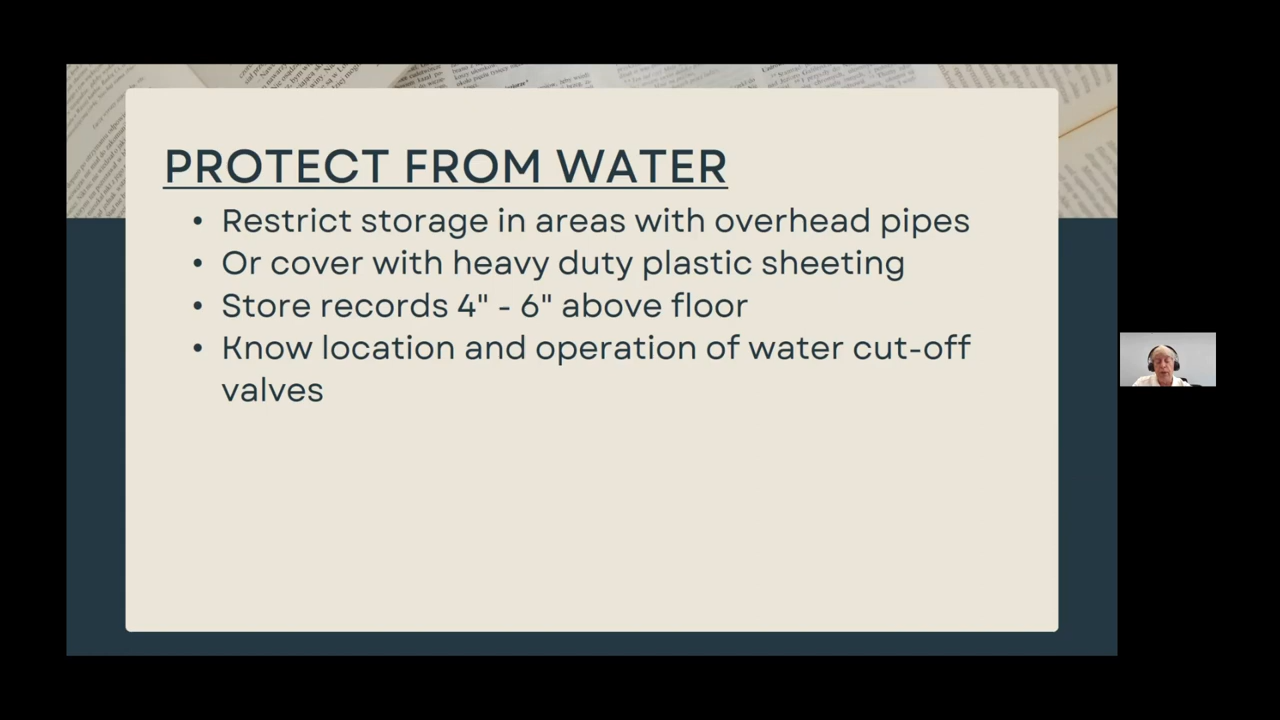 PROTECT FROM WATER
• Restrict storage in areas with overhead pipes
• Or cover with heavy duty plastic sheeting
• Store records 4" - 6" above floor
• Know location and operation of water cut-off
valves